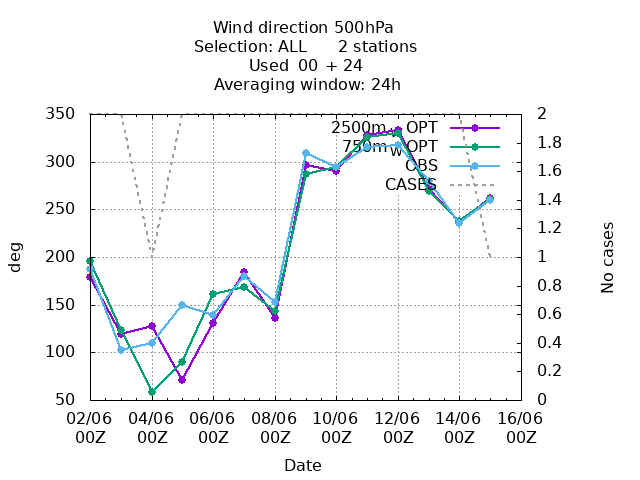 Wind direction 500hPa
Selection: ALL 2 stations
Used 00 + 24
Averaging window: 24h
350
300
250
200
150
100
50
2
1.8
1.6
1.4
1.2
1
0.8
0.6
0.4
0.2
0
deg
No cases
2500m OPT
750m OPT
OBS
CASES
02/06 04/06 06/06 08/06 10/06 12/06 14/06 16/06
00Z 00Z 00Z 00Z 00Z 00Z 00Z 00Z
Date